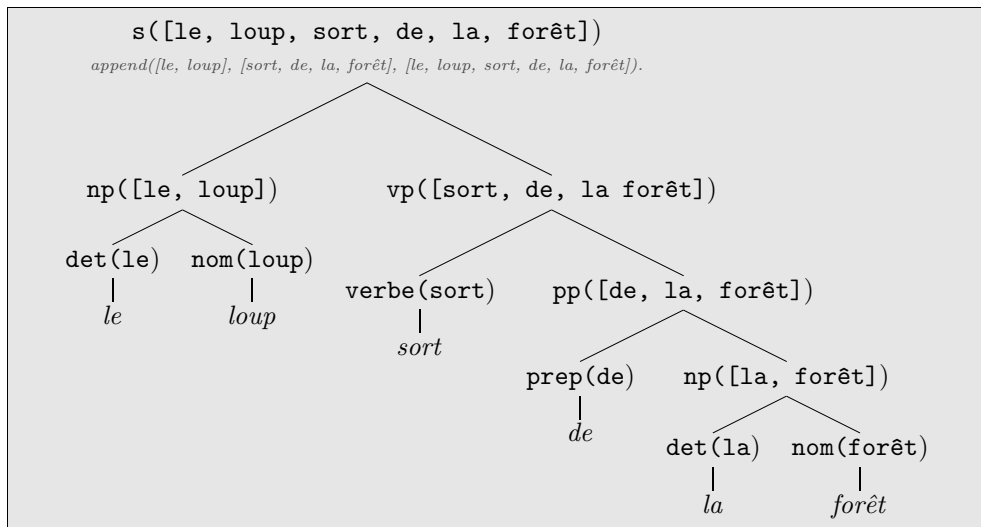 s([le, loup, sort, de, la, forêt])
append([le, loup], [sort, de, la, forêt], [le, loup, sort, de, la, forêt]).
np([le, loup]) vp([sort, de, la forêt])
det(le) nom(loup)
verbe(sort) pp([de, la, forêt])
le loup
sort
prep(de) np([la, forêt])
de
det(la) nom(forêt)
la forêt